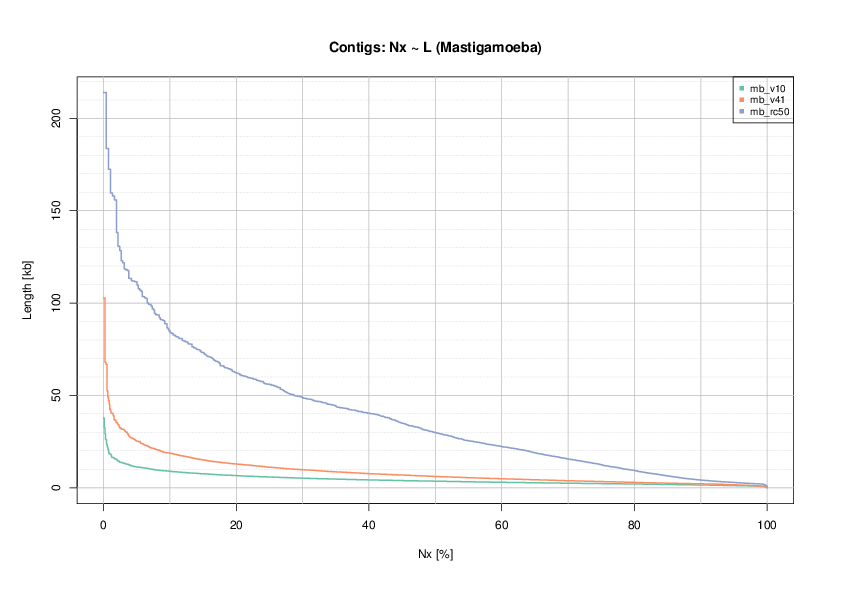 Contigs: Nx ~ L (Mastigamoeba)
mb_v10
mb_v41
mb_rc50
200
150
100
50
0
Length [kb]
0 20 40 60 80 100
Nx [%]